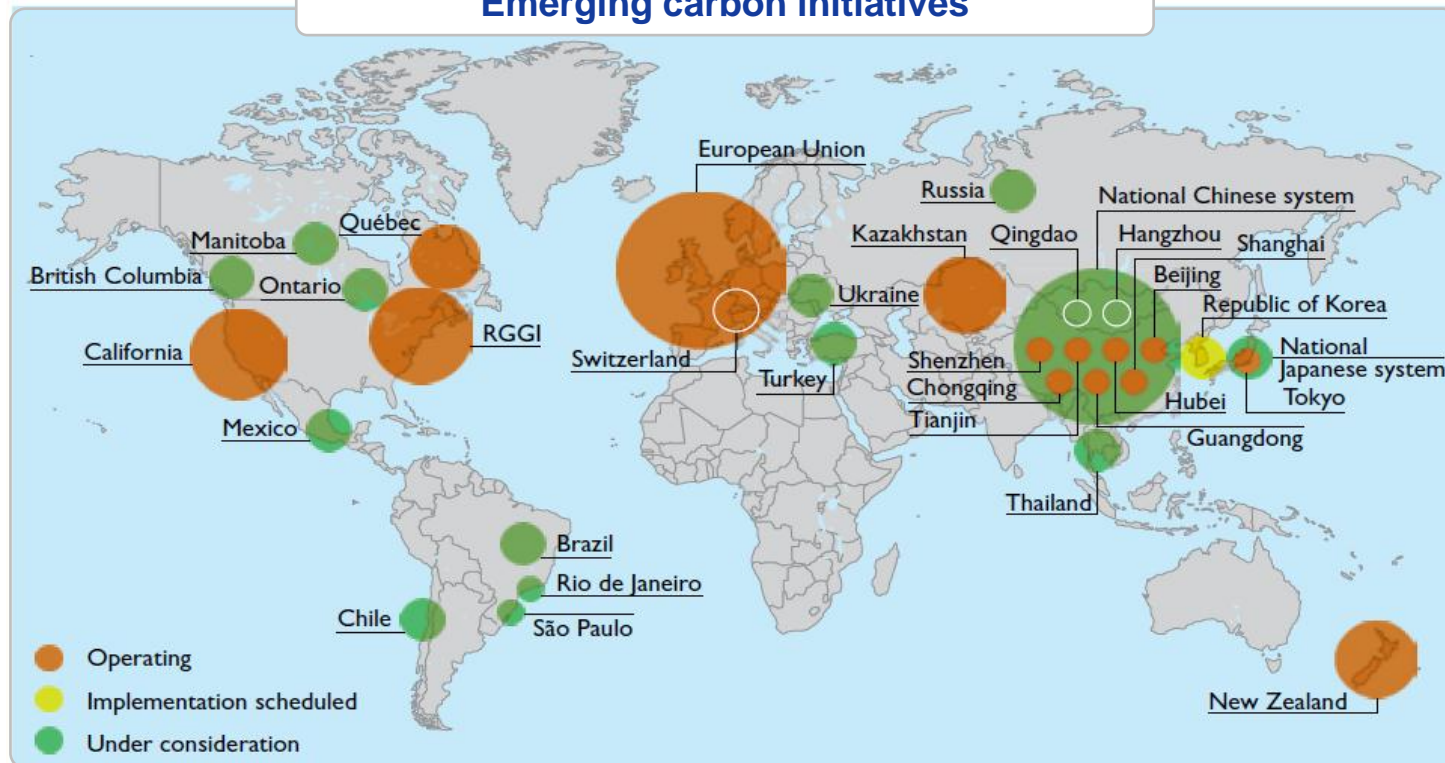 Emerging carbon initiatives
European Union
Russia
National Chinese system
Québec
Manitoba
Kazakhstan
Qingdao
Hangzhou
Shanghai
British Columbia
Ontario
Ukraine
Beijing
Republic of Korea
California
RGGI
Switzerland
Turkey
Shenzhen
Chongqing
Tianjin
Hubei
National
Japanese system
Tokyo
Guangdong
Mexico
Thailand
Brazil
Rio de Janeiro
Chile
São Paulo
New Zealand
Operating
Implementation scheduled
Under consideration